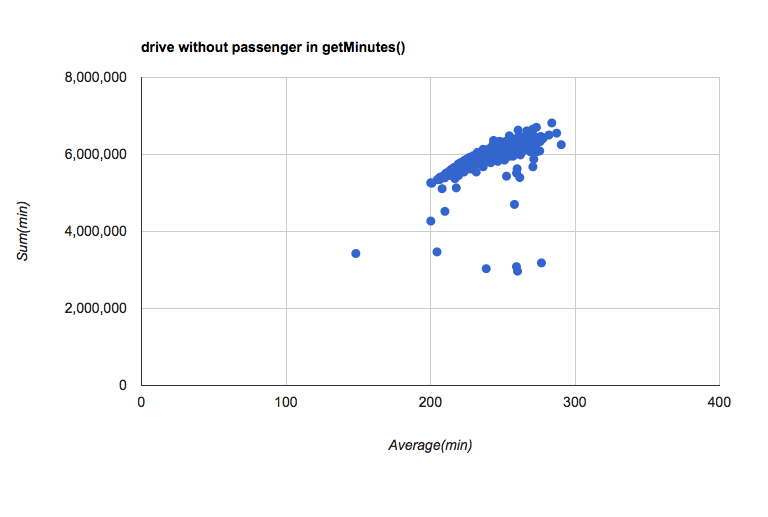 drive without passenger in getMinutes()
8,000,000
6,000,000
4,000,000
2,000,000
0
Sum(min)
0 100 200 300 400
Average(min)